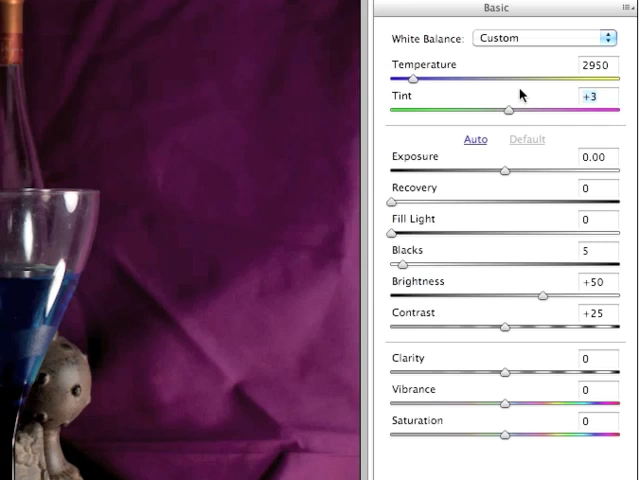 Basic
White Balance: Custom
Temperature 2950
Tint +3
Auto Default
Exposure 0.00
Recovery 0
Fill Light 0
Blacks 5
Brightness +50
Contrast +25
Clarity 0
Vibrance 0
Saturation 0